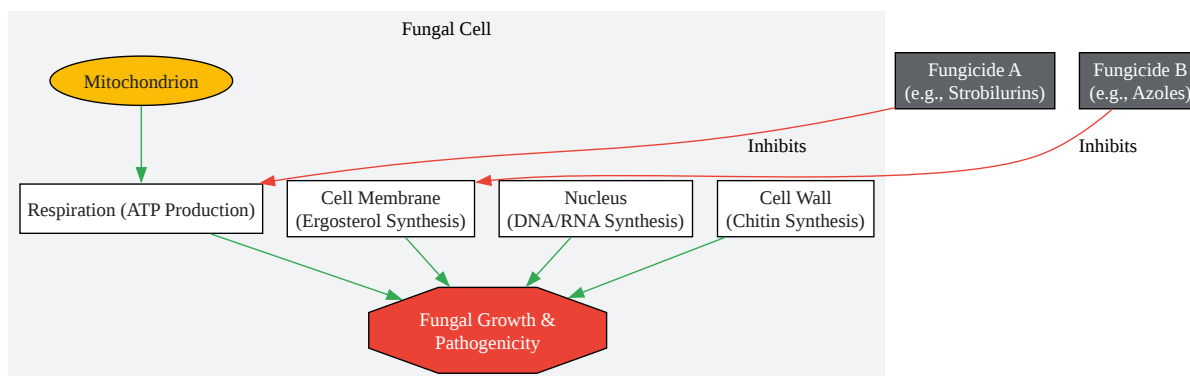 Fungal Cell
Mitochondrion
Fungicide A
(e.g., Strobilurins)
Fungicide B
(e.g., Azoles)
Inhibits
Inhibits
Respiration (ATP Production)
Cell Membrane
(Ergosterol Synthesis)
Nucleus
(DNA/RNA Synthesis)
Cell Wall
(Chitin Synthesis)
Fungal Growth &
Pathogenicity